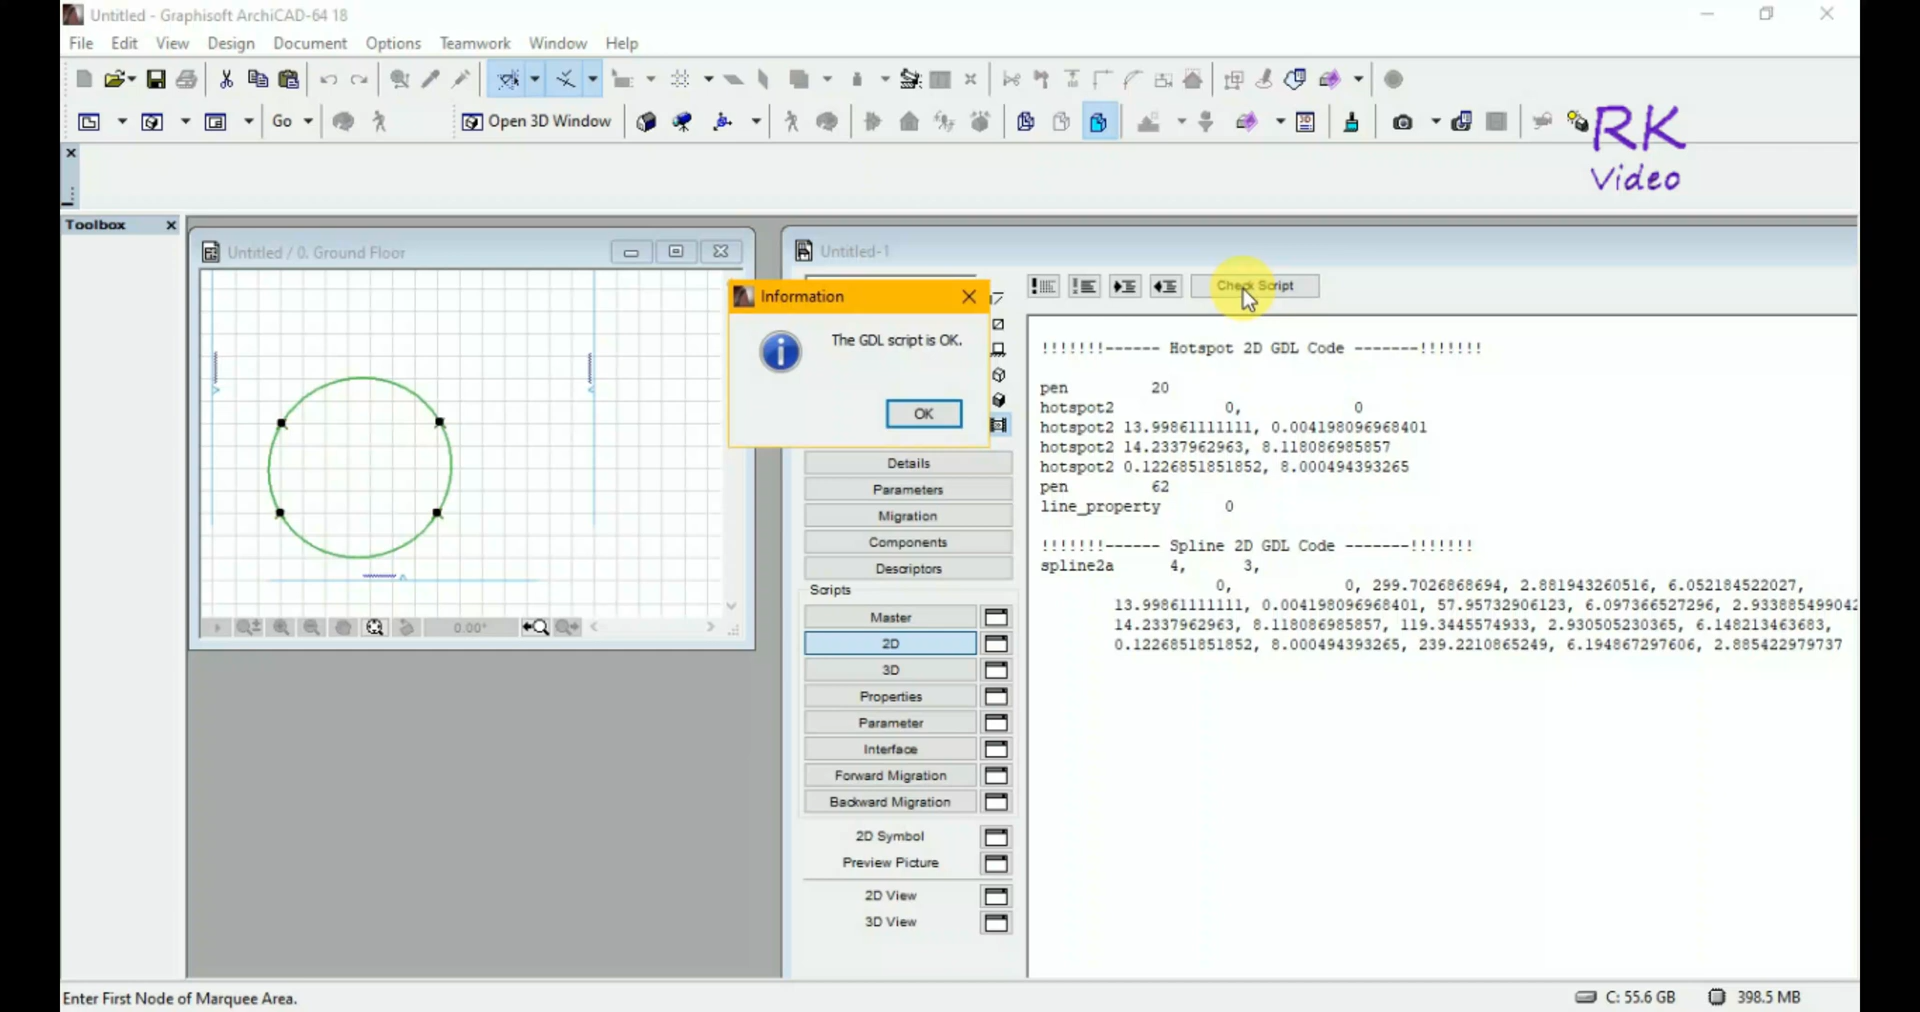 Untitled - Graphisoft ArchiCAD-64 18
File Edit View Design Document Options Teamwork Window Help
Go Open 3D Window
RK
Video
Toolbox
Untitled / 0. Ground Floor
Untitled-1
Information
Check Script
The GDL script is OK.
OK
!!!!!!!------ Hotspot 2D GDL Code -------!!!!!!!
pen 20
hotspot2 0, 0
hotspot2 13.99861111111, 0.004198096968401
hotspot2 14.2337962963, 8.118086985857
hotspot2 0.1226851851852, 8.000494393265
pen 62
line_property 0
!!!!!!!------ Spline 2D GDL Code -------!!!!!!!
spline2a 4, 3,
0, 0, 299.7026868694, 2.881943260516, 6.052184522027,
13.99861111111, 0.004198096968401, 57.95732906123, 6.097366527296, 2.933885499042
14.2337962963, 8.118086985857, 119.3445574933, 2.930505230365, 6.148213463683,
0.1226851851852, 8.000494393265, 239.2210865249, 6.194867297606, 2.885422979737
Details
Parameters
Migration
Components
Descriptors
Scripts
Master
2D
3D
Properties
Parameter
Interface
Forward Migration
Backward Migration
2D Symbol
Preview Picture
2D View
3D View
0.00°
Enter First Node of Marquee Area.
C: 55.6 GB 398.5 MB